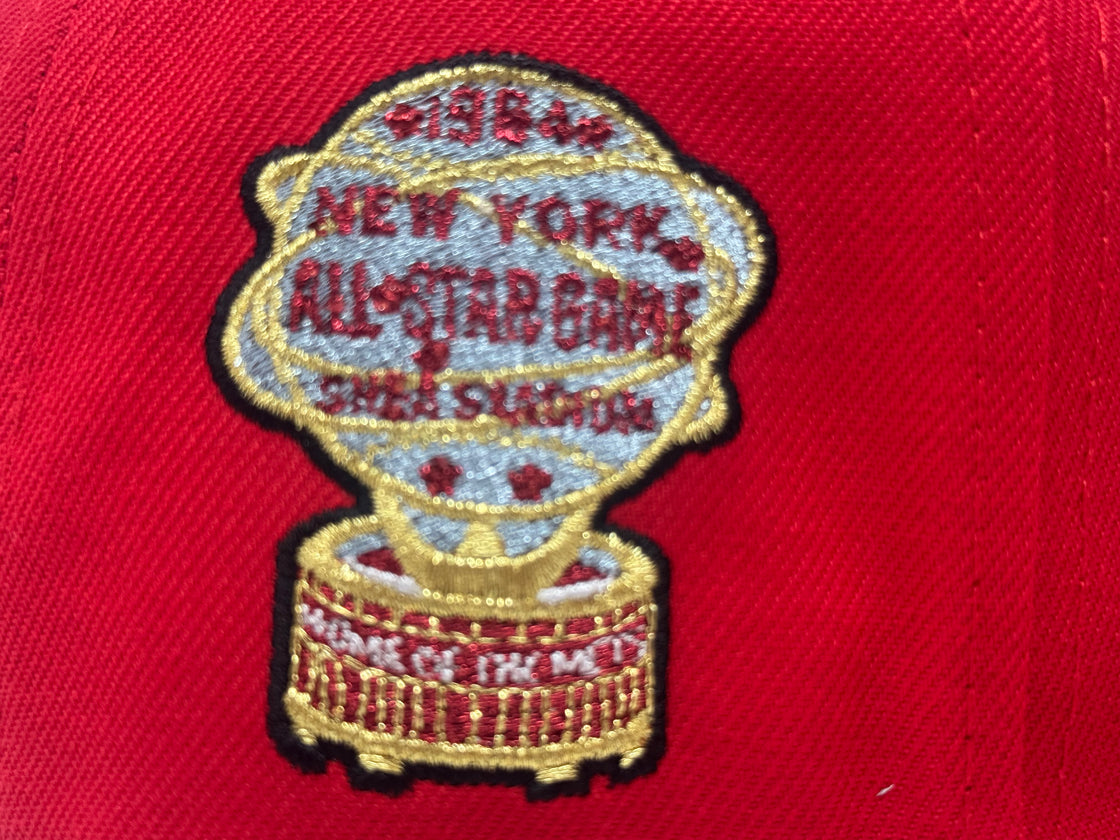 1964
NEW YORK
ALL-STAR GAME
SHEA STADIUM
HOME OF THE METS